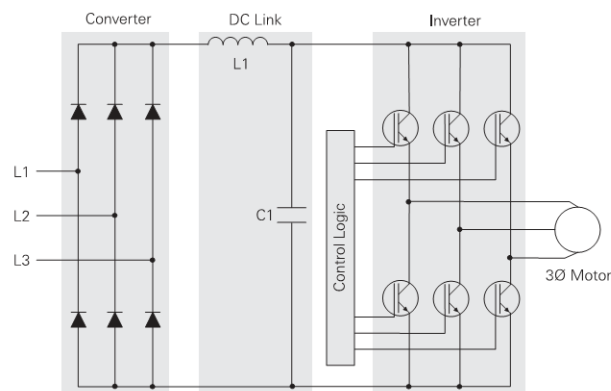 Converter
DC Link
Inverter
L1
L1
L2
L3
C1
Control Logic
3Ø Motor